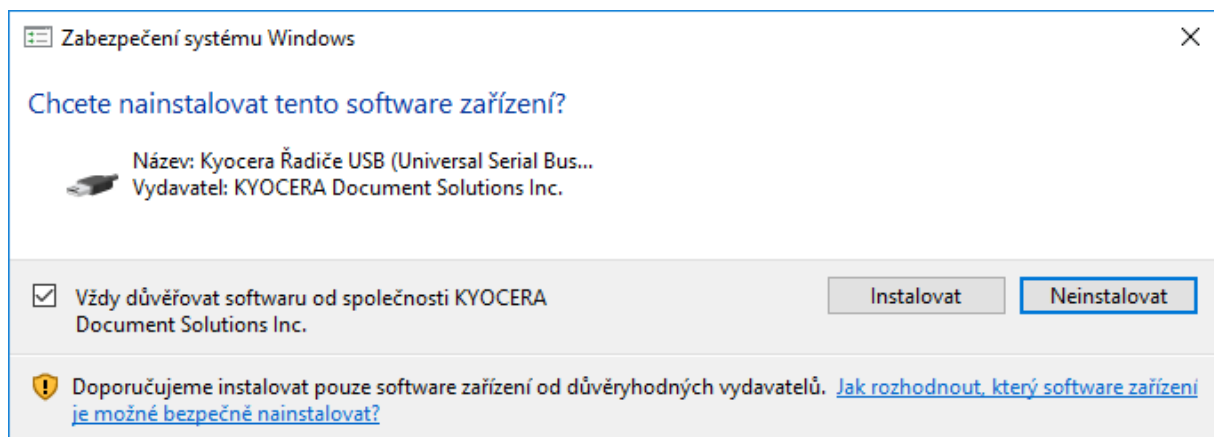 Zabezpečení systému Windows
Chcete nainstalovat tento software zařízení?
Název: Kyocera Řadiče USB (Universal Serial Bus...
Vydavatel: KYOCERA Document Solutions Inc.
Vždy důvěřovat softwaru od společnosti KYOCERA
Document Solutions Inc.
Instalovat
Neinstalovat
Doporučujeme instalovat pouze software zařízení od důvěryhodných vydavatelů. Jak rozhodnout, který software zařízení
je možné bezpečně nainstalovat?